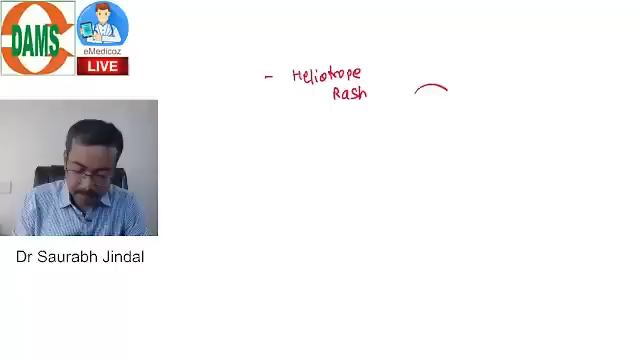 DAMS
eMedicoz
LIVE
- Heliotrope
Rash
Dr Saurabh Jindal